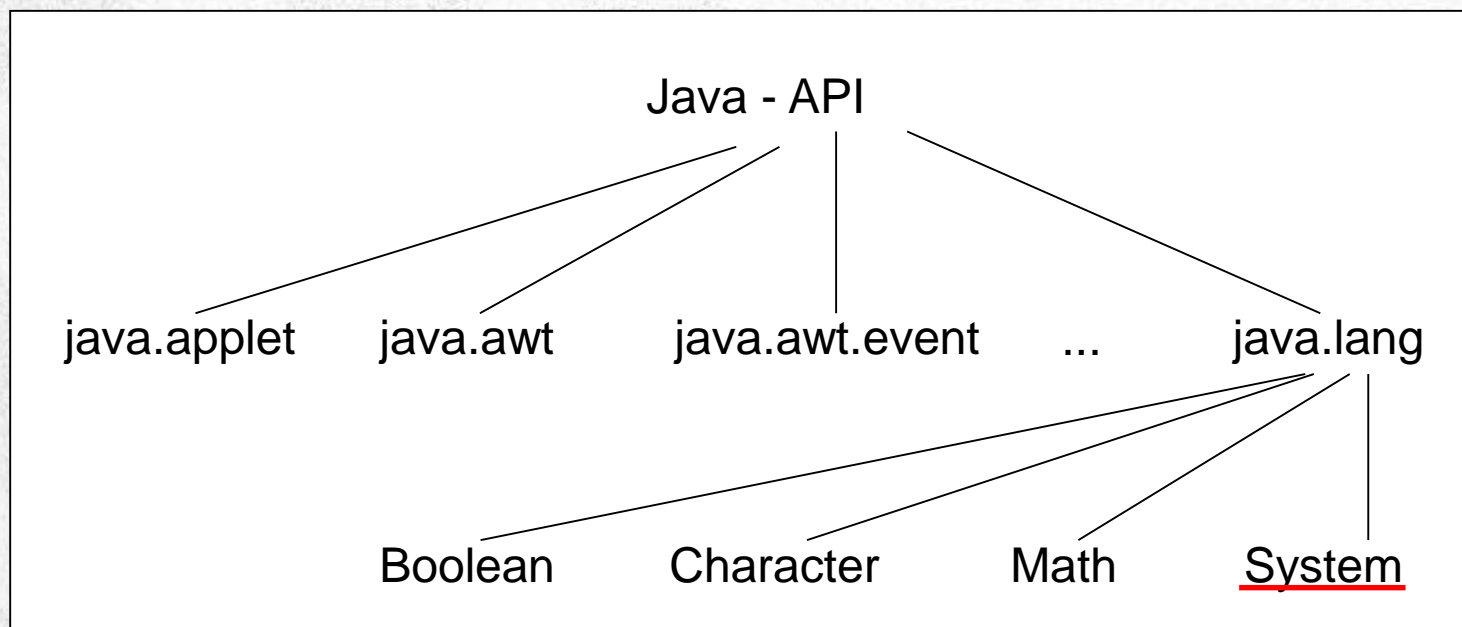 Java - API
java.applet java.awt java.awt.event ... java.lang
Boolean Character Math System